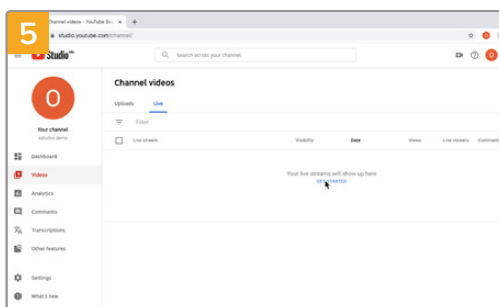 5
Channel videos - YouTube Stu
studio.youtube.com/channel/
Studio
Search across your channel
O
O
Your channel
Channel videos
Uploads
Live
Filter
Live stream
Visibility
Date
Views
Live viewers
Comment
Your live streams will show up here
GET STARTED
Dashboard
Videos
Analytics
Comments
Transcriptions
Other features
Settings
What's new